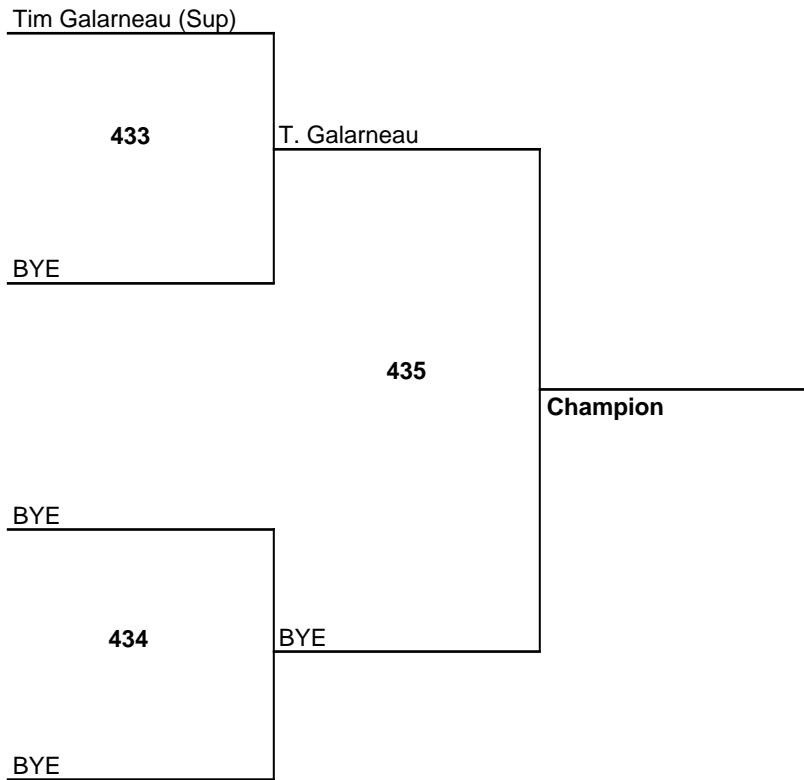 Tim Galarneau (Sup)
433
T. Galarneau
BYE
435
Champion
BYE
434
BYE
BYE